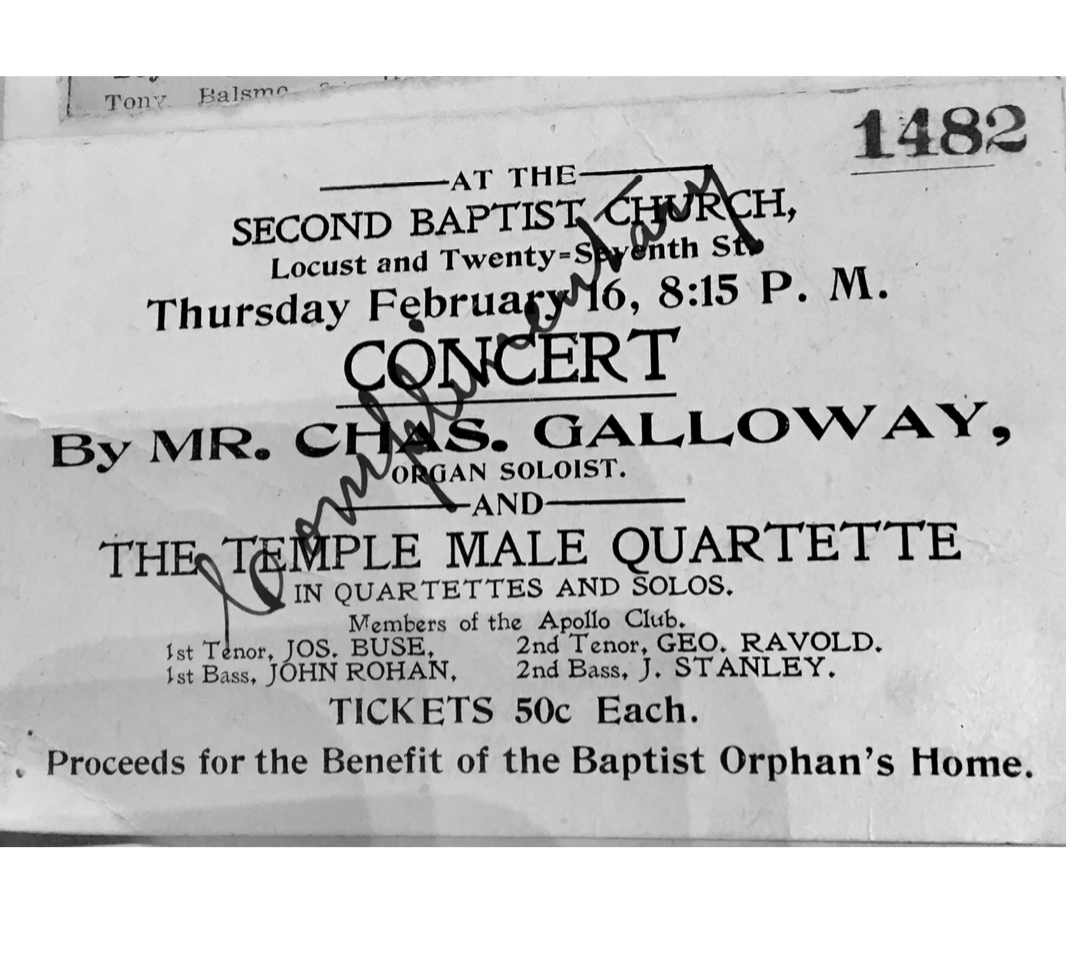 Tony Balsmo
1482
AT THE
SECOND BAPTIST CHURCH,
Locust and Twenty=Seventh St.
Thursday February 16, 8:15 P. M.
CONCERT
By MR. CHAS. GALLOWAY,
ORGAN SOLOIST.
AND
THE TEMPLE MALE QUARTETTE
IN QUARTETTES AND SOLOS.
Members of the Apollo Club.
1st Tenor, JOS. BUSE, 2nd Tenor, GEO. RAVOLD.
1st Bass, JOHN ROHAN, 2nd Bass, J. STANLEY.
TICKETS 50c Each.
Proceeds for the Benefit of the Baptist Orphan's Home.
Complimentary